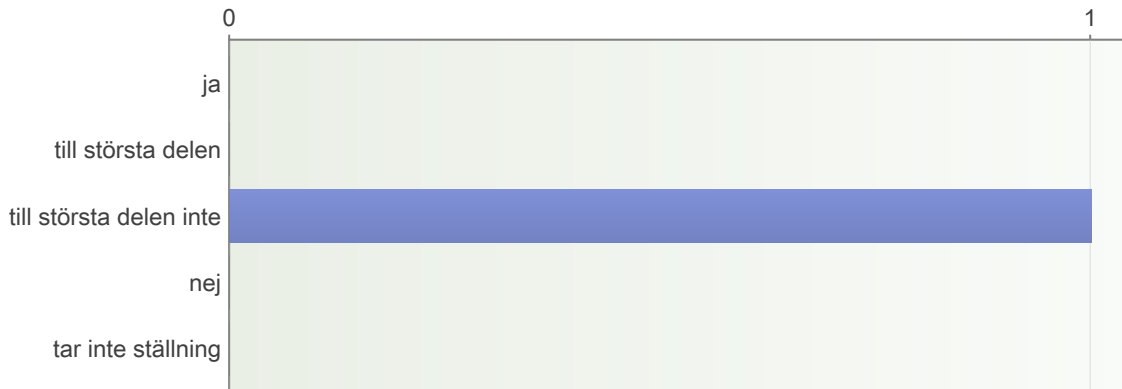 0 1
ja
till största delen
till största delen inte
nej
tar inte ställning